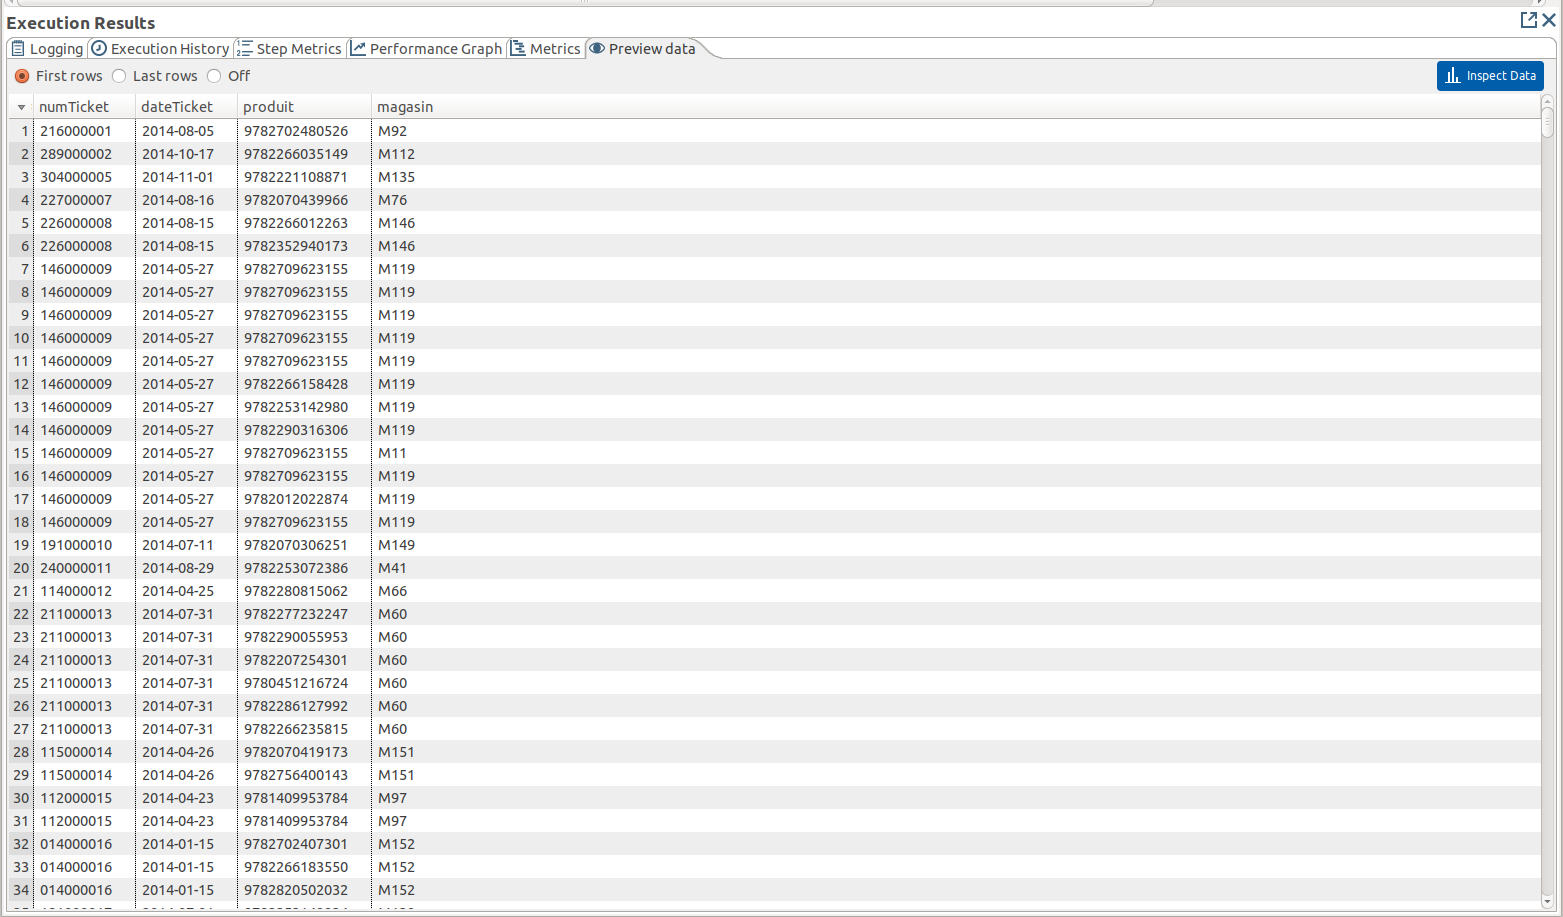 Execution Results
Logging Execution History Step Metrics Performance Graph Metrics Preview data
First rows Last rows Off Inspect Data
numTicket dateTicket produit magasin
1 216000001 2014-08-05 9782702480526 M92
2 289000002 2014-10-17 9782266035149 M112
3 304000005 2014-11-01 9782221108871 M135
4 227000007 2014-08-16 9782070439966 M76
5 226000008 2014-08-15 9782266012263 M146
6 226000008 2014-08-15 9782352940173 M146
7 146000009 2014-05-27 9782709623155 M119
8 146000009 2014-05-27 9782709623155 M119
9 146000009 2014-05-27 9782709623155 M119
10 146000009 2014-05-27 9782709623155 M119
11 146000009 2014-05-27 9782709623155 M119
12 146000009 2014-05-27 9782266158428 M119
13 146000009 2014-05-27 9782253142980 M119
14 146000009 2014-05-27 9782290316306 M119
15 146000009 2014-05-27 9782709623155 M11
16 146000009 2014-05-27 9782709623155 M119
17 146000009 2014-05-27 9782012022874 M119
18 146000009 2014-05-27 9782709623155 M119
19 191000010 2014-07-11 9782070306251 M149
20 240000011 2014-08-29 9782253072386 M41
21 114000012 2014-04-25 9782280815062 M66
22 211000013 2014-07-31 9782277232247 M60
23 211000013 2014-07-31 9782290055953 M60
24 211000013 2014-07-31 9782207254301 M60
25 211000013 2014-07-31 9780451216724 M60
26 211000013 2014-07-31 9782286127992 M60
27 211000013 2014-07-31 9782266235815 M60
28 115000014 2014-04-26 9782070419173 M151
29 115000014 2014-04-26 9782756400143 M151
30 112000015 2014-04-23 9781409953784 M97
31 112000015 2014-04-23 9781409953784 M97
32 014000016 2014-01-15 9782702407301 M152
33 014000016 2014-01-15 9782266183550 M152
34 014000016 2014-01-15 9782820502032 M152